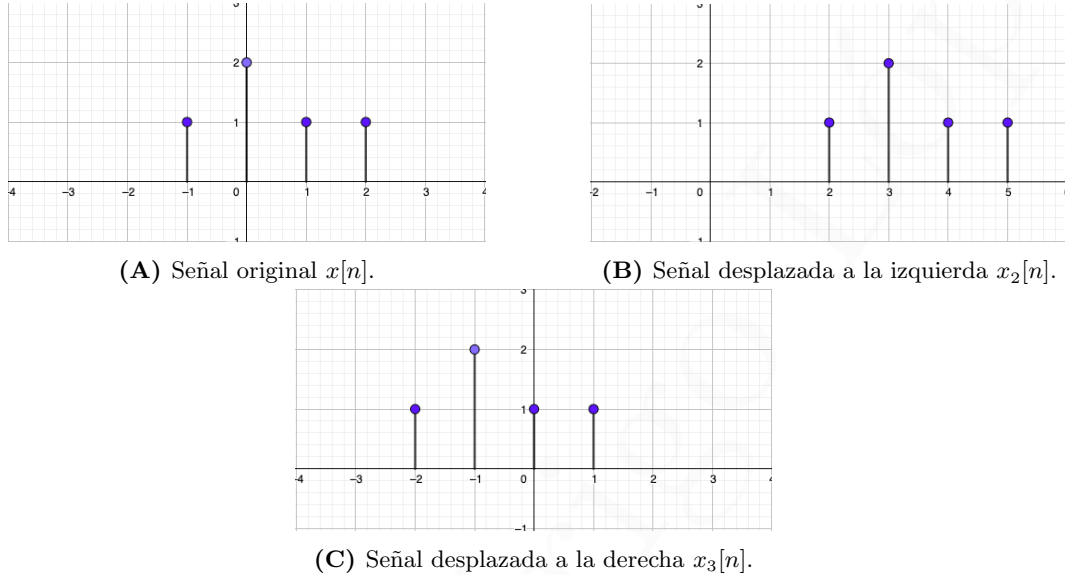 3
2
1
-4 −3 −2 −1 0 1 2 3 4
1
(A) Señal original x[n].
3
2
1
-2 −1 0 1 2 3 4 5 6
1
(B) Señal desplazada a la izquierda x₂[n].
3
2
1
-4 −3 −2 −1 0 1 2 3 4
−1
(C) Señal desplazada a la derecha x₃[n].